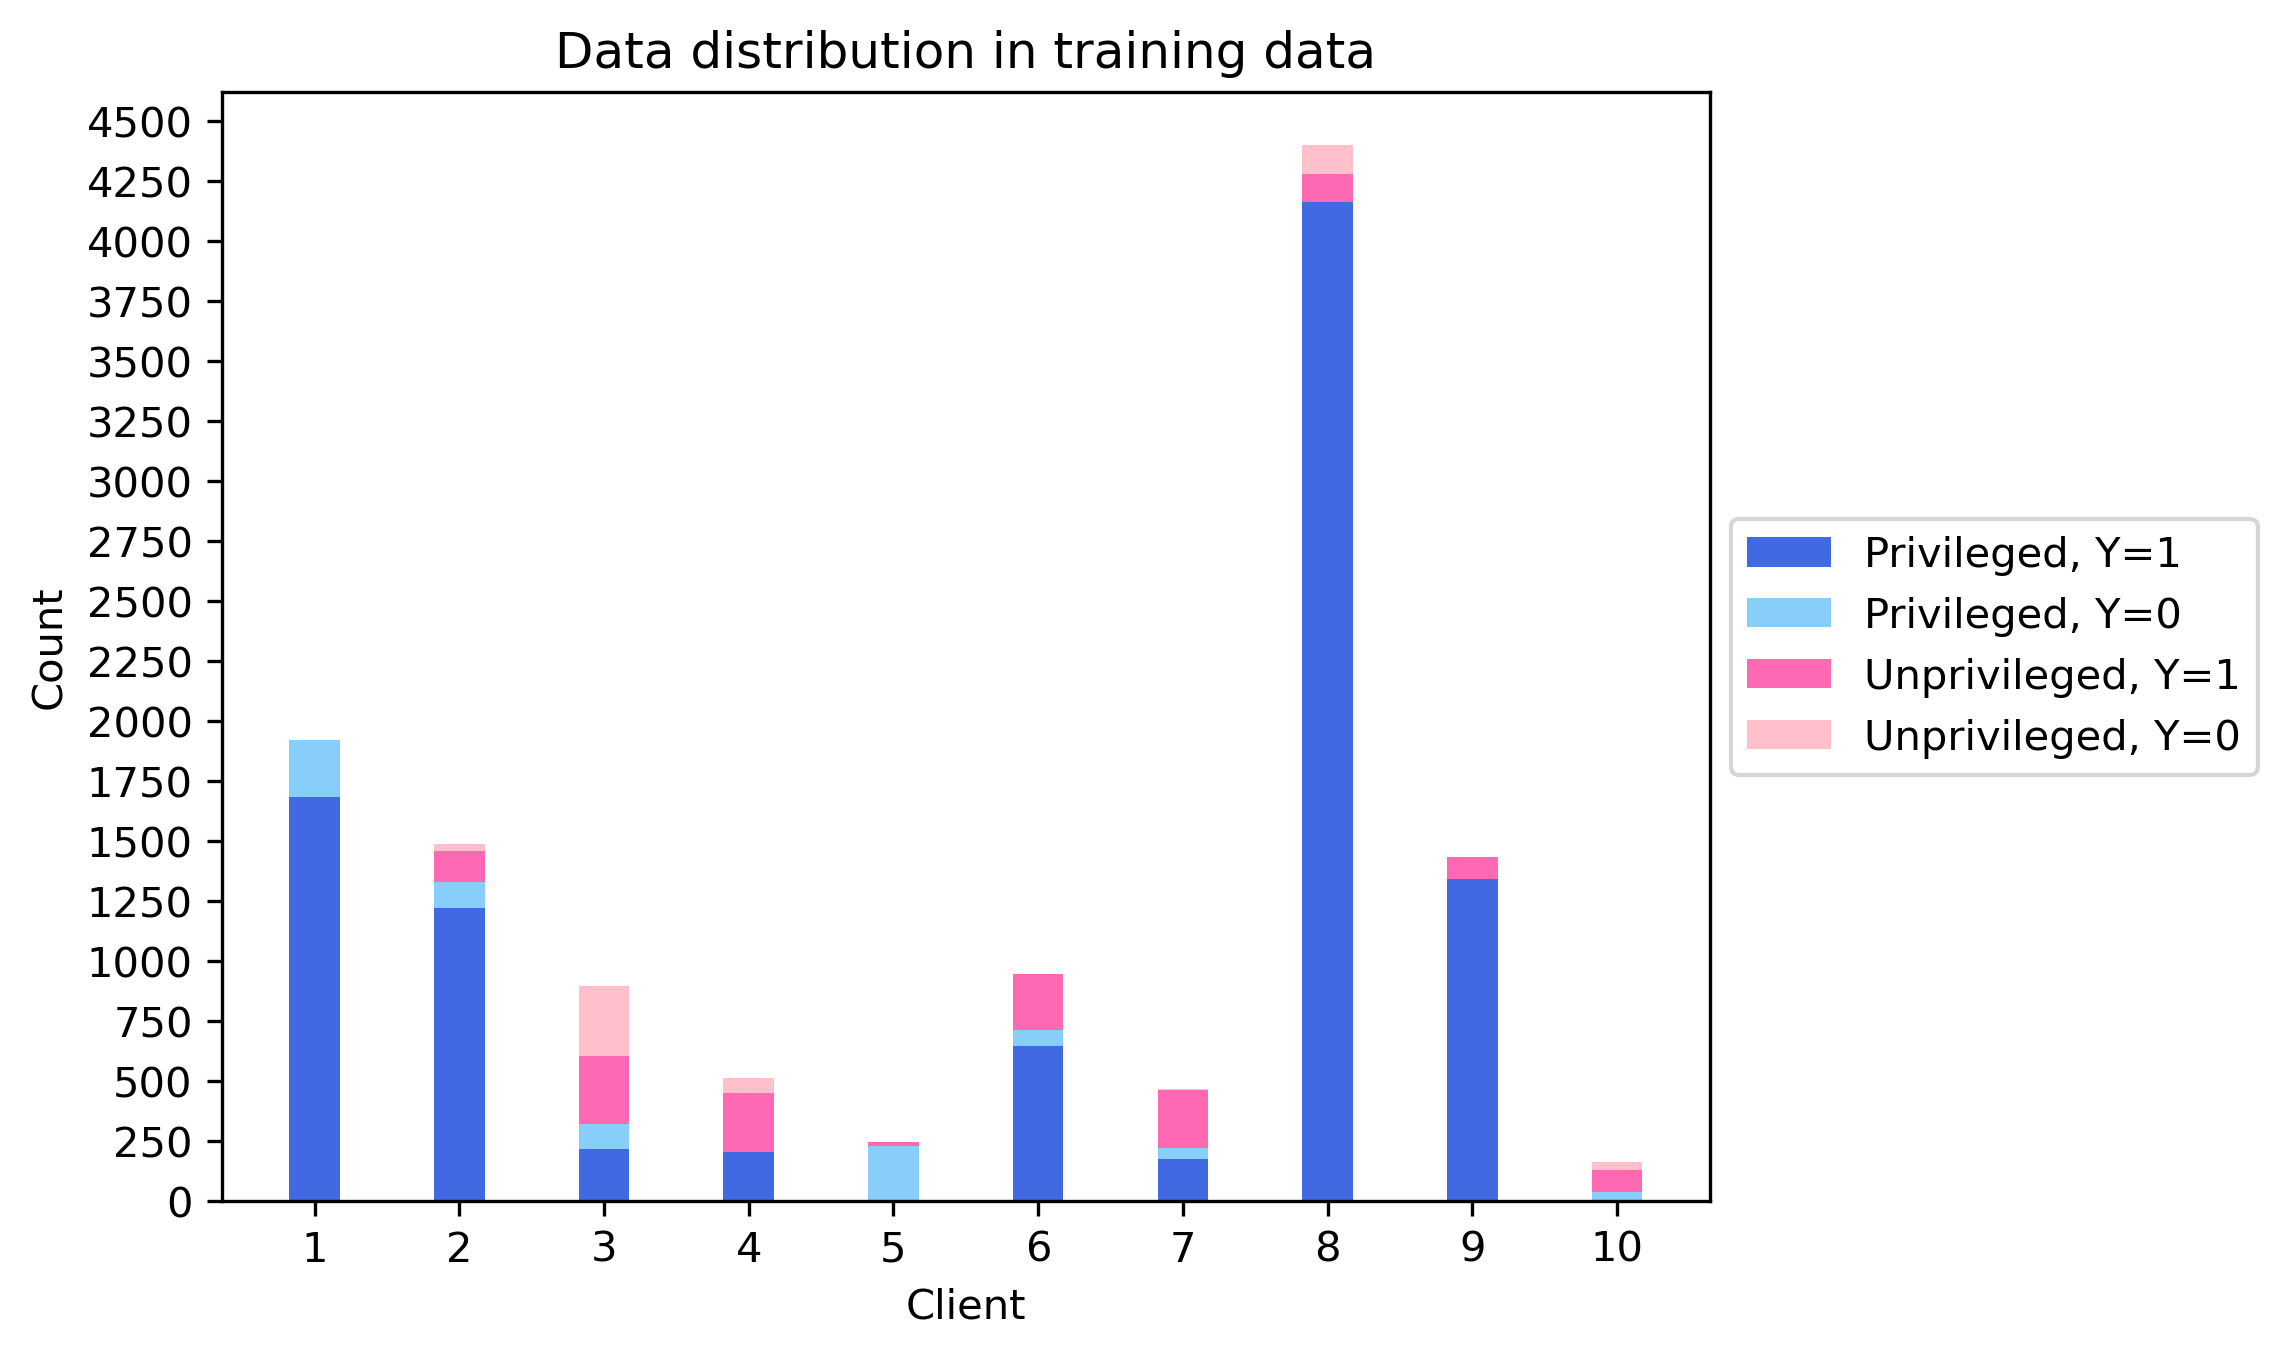 Data distribution in training data
4500
4250
4000
3750
3500
3250
3000
2750
2500
2250
2000
1750
1500
1250
1000
750
500
250
0
Count
1 2 3 4 5 6 7 8 9 10
Client
Privileged, Y=1
Privileged, Y=0
Unprivileged, Y=1
Unprivileged, Y=0